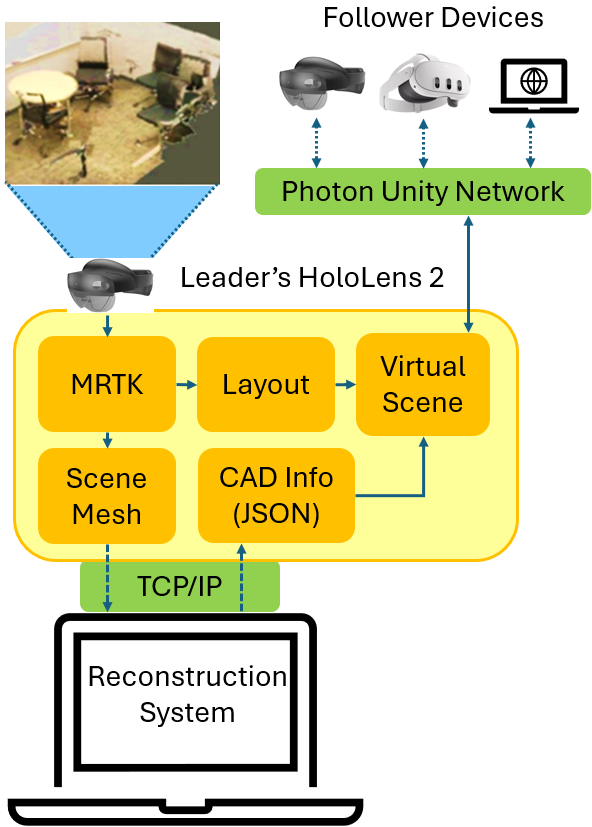 Follower Devices
Photon Unity Network
Leader’s HoloLens 2
MRTK
Layout
Virtual
Scene
Scene
Mesh
CAD Info
(JSON)
TCP/IP
Reconstruction
System